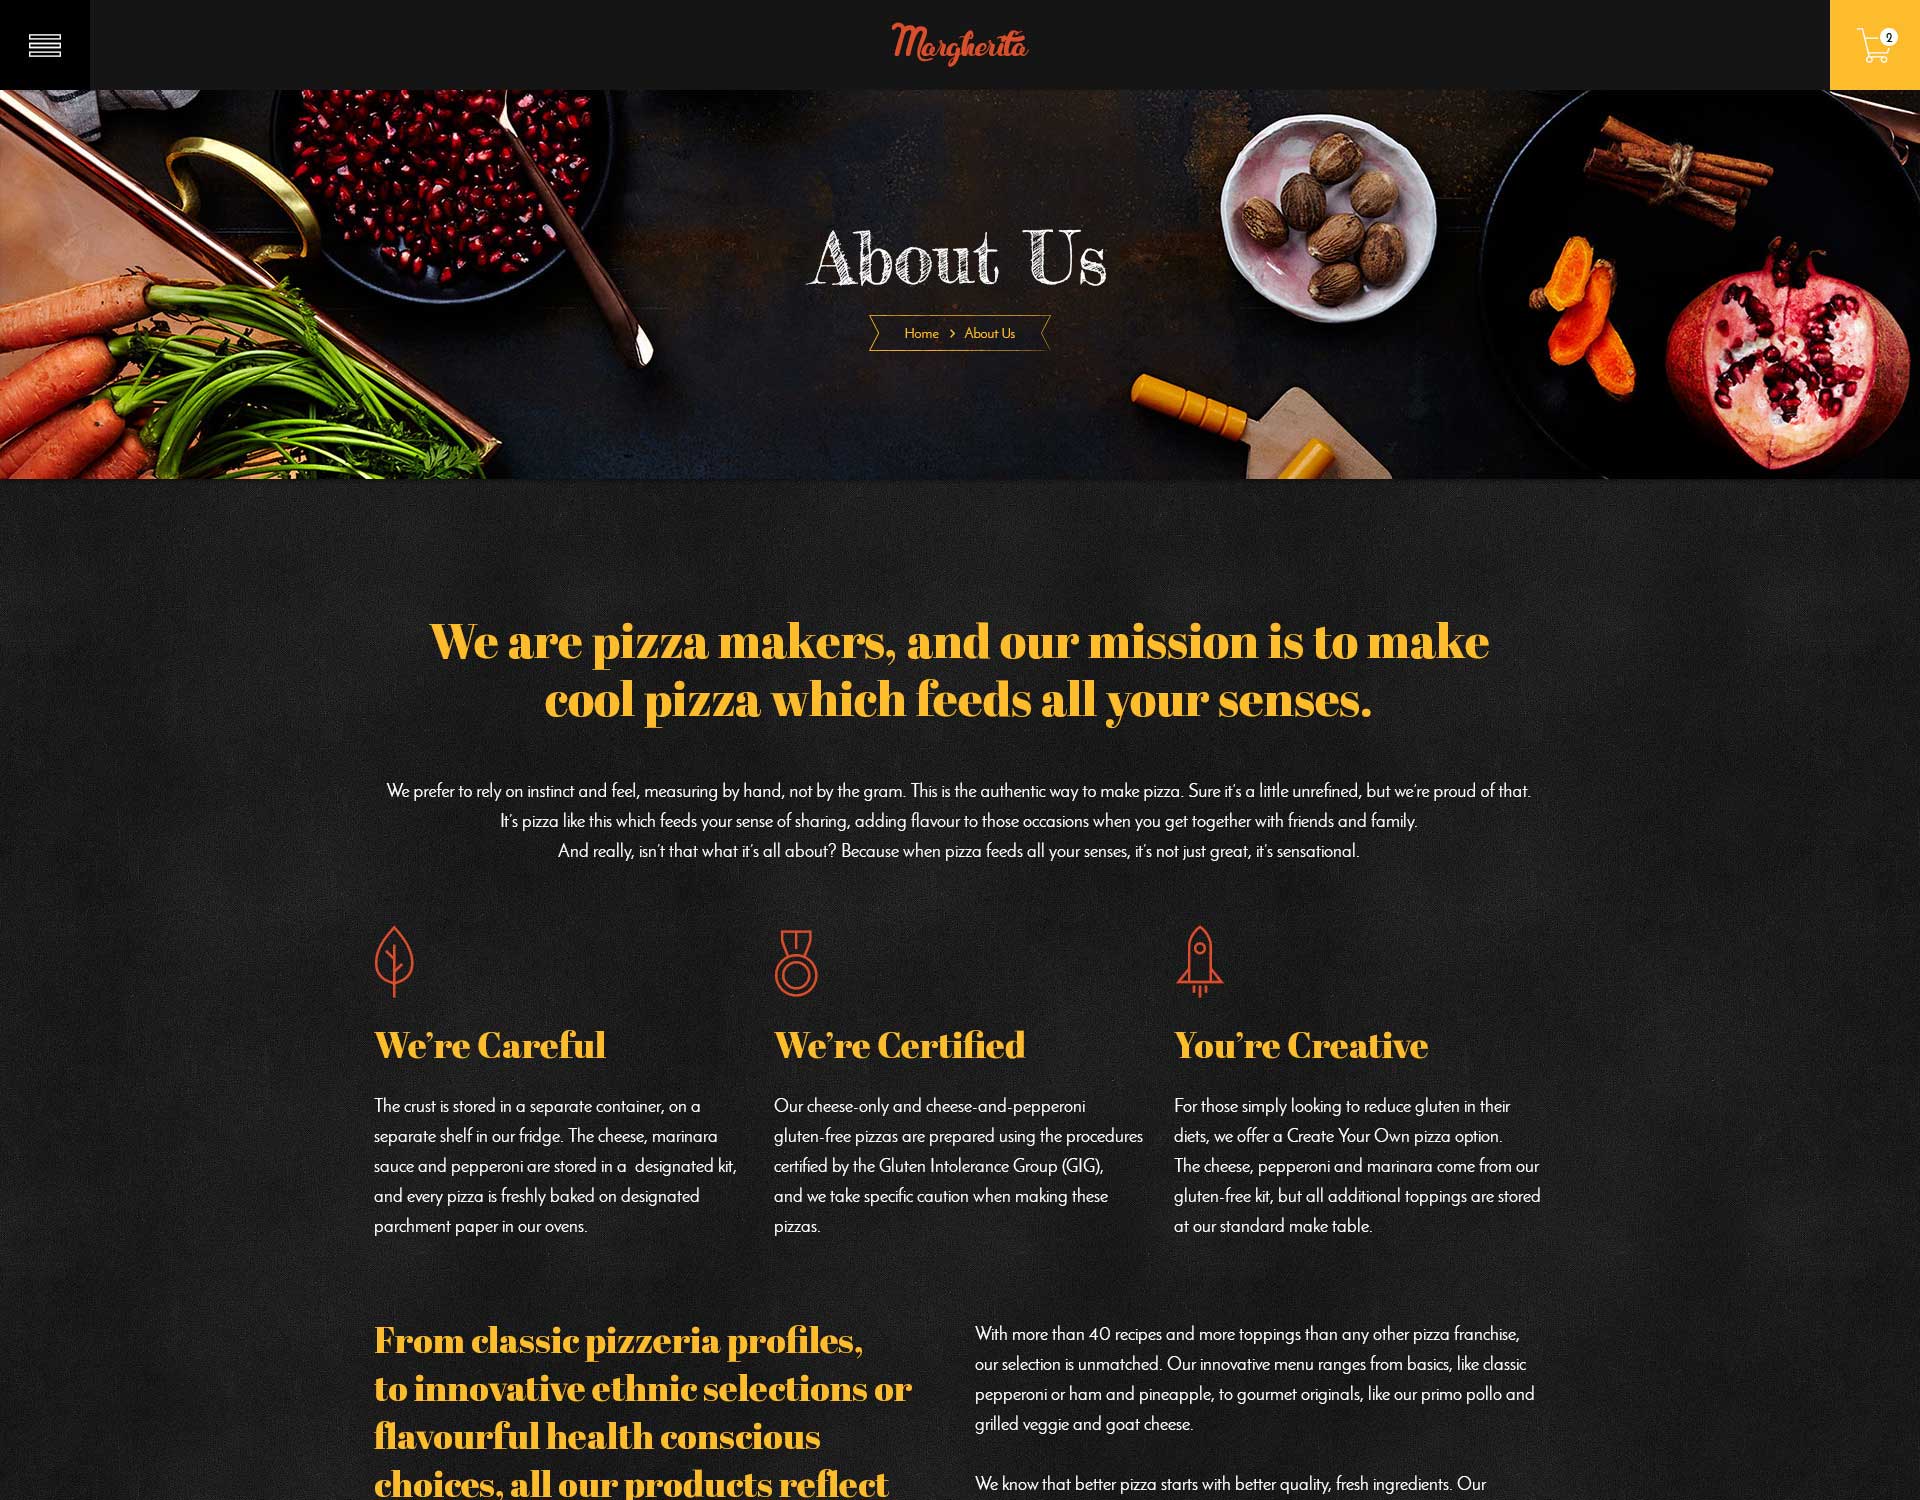 Margherita
2
About Us
Home > About Us
We are pizza makers, and our mission is to make
cool pizza which feeds all your senses.
We prefer to rely on instinct and feel, measuring by hand, not by the gram. This is the authentic way to make pizza. Sure it's a little unrefined, but we're proud of that.
It's pizza like this which feeds your sense of sharing, adding flavour to those occasions when you get together with friends and family.
And really, isn't that what it's all about? Because when pizza feeds all your senses, it's not just great, it's sensational.
We're Careful
The crust is stored in a separate container, on a
separate shelf in our fridge. The cheese, marinara
sauce and pepperoni are stored in a designated kit,
and every pizza is freshly baked on designated
parchment paper in our ovens.
We're Certified
Our cheese-only and cheese-and-pepperoni
gluten-free pizzas are prepared using the procedures
certified by the Gluten Intolerance Group (GIG),
and we take specific caution when making these
pizzas.
You're Creative
For those simply looking to reduce gluten in their
diets, we offer a Create Your Own pizza option.
The cheese, pepperoni and marinara come from our
gluten-free kit, but all additional toppings are stored
at our standard make table.
From classic pizzeria profiles,
to innovative ethnic selections or
flavourful health conscious
choices, all our products reflect
With more than 40 recipes and more toppings than any other pizza franchise,
our selection is unmatched. Our innovative menu ranges from basics, like classic
pepperoni or ham and pineapple, to gourmet originals, like our primo pollo and
grilled veggie and goat cheese.
We know that better pizza starts with better quality, fresh ingredients. Our